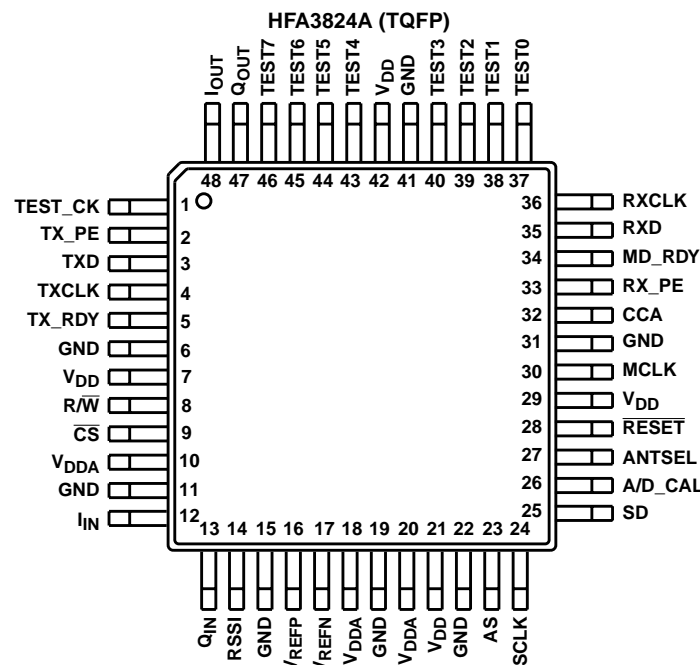 HFA3824A (TQFP)
I_OUT
Q_OUT
TEST7
TEST6
TEST5
TEST4
V_DD
GND
TEST3
TEST2
TEST1
TEST0
48 47 46 45 44 43 42 41 40 39 38 37
TEST_CK 1
TX_PE 2
TXD 3
TXCLK 4
TX_RDY 5
GND 6
V_DD 7
R/W̅ 8
C̅S̅ 9
V_DDA 10
GND 11
I_IN 12
36 RXCLK
35 RXD
34 MD_RDY
33 RX_PE
32 CCA
31 GND
30 MCLK
29 V_DD
28 R̅E̅S̅E̅T̅
27 ANTSEL
26 A/D_CAL
25 SD
13 14 15 16 17 18 19 20 21 22 23 24
Q_IN
RSSI
GND
V_REFP
V_REFN
V_DDA
GND
V_DDA
V_DD
GND
AS
SCLK